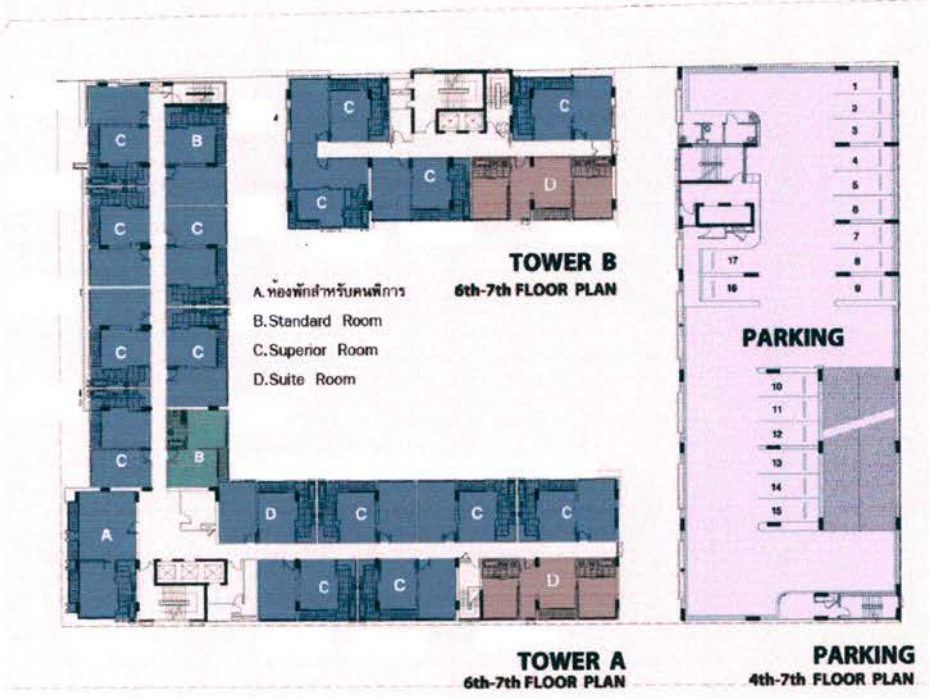 C
B
C
C
C
C
C
C
B
A
C
C
C
C
D
TOWER B
6th-7th FLOOR PLAN
A. ห้องพักสำหรับคนพิการ
B. Standard Room
C. Superior Room
D. Suite Room
D
C
C
C
C
C
D
TOWER A
6th-7th FLOOR PLAN
1
2
3
4
5
6
7
8
9
17
16
PARKING
10
11
12
13
14
15
PARKING
4th-7th FLOOR PLAN